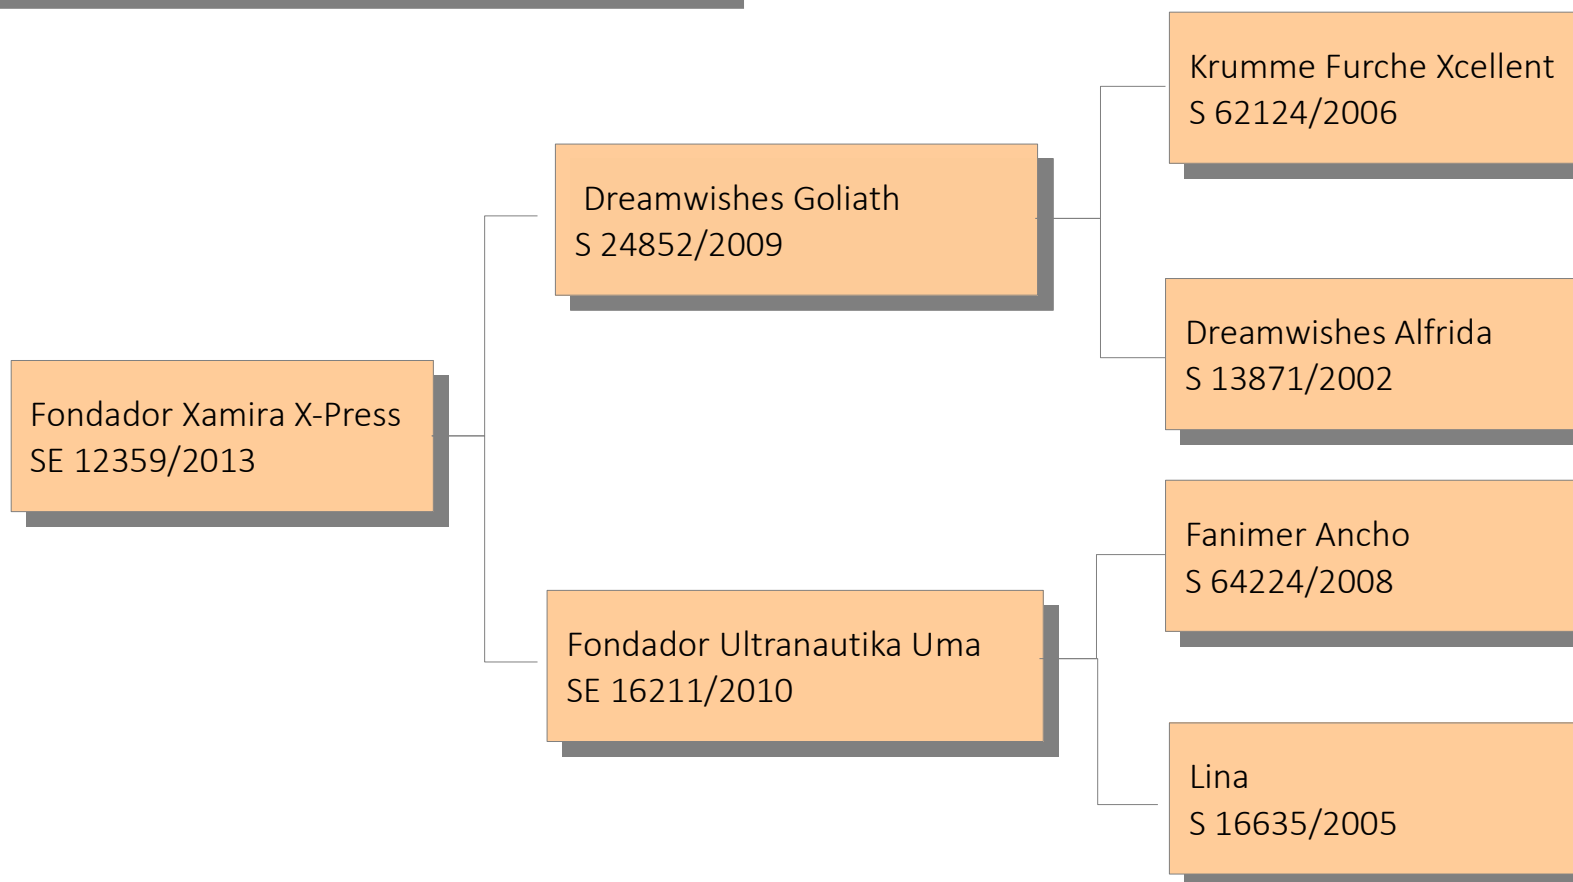 Krumme Furche Xcellent
S 62124/2006
Dreamwishes Goliath
S 24852/2009
Dreamwishes Alfrida
S 13871/2002
Fondador Xamira X-Press
SE 12359/2013
Fanimer Ancho
S 64224/2008
Fondador Ultranautika Uma
SE 16211/2010
Lina
S 16635/2005